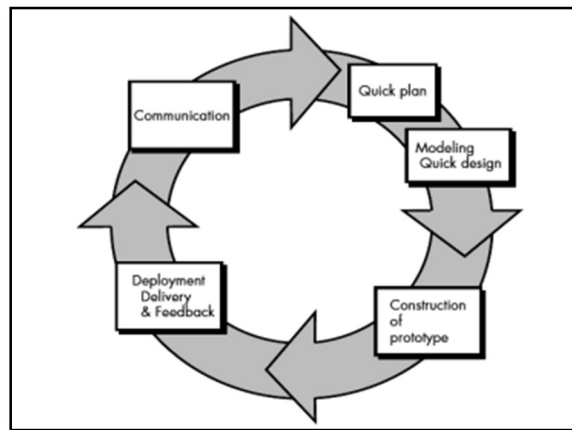 Communication
Quick plan
Modeling
Quick design
Construction
of
prototype
Deployment
Delivery
& Feedback